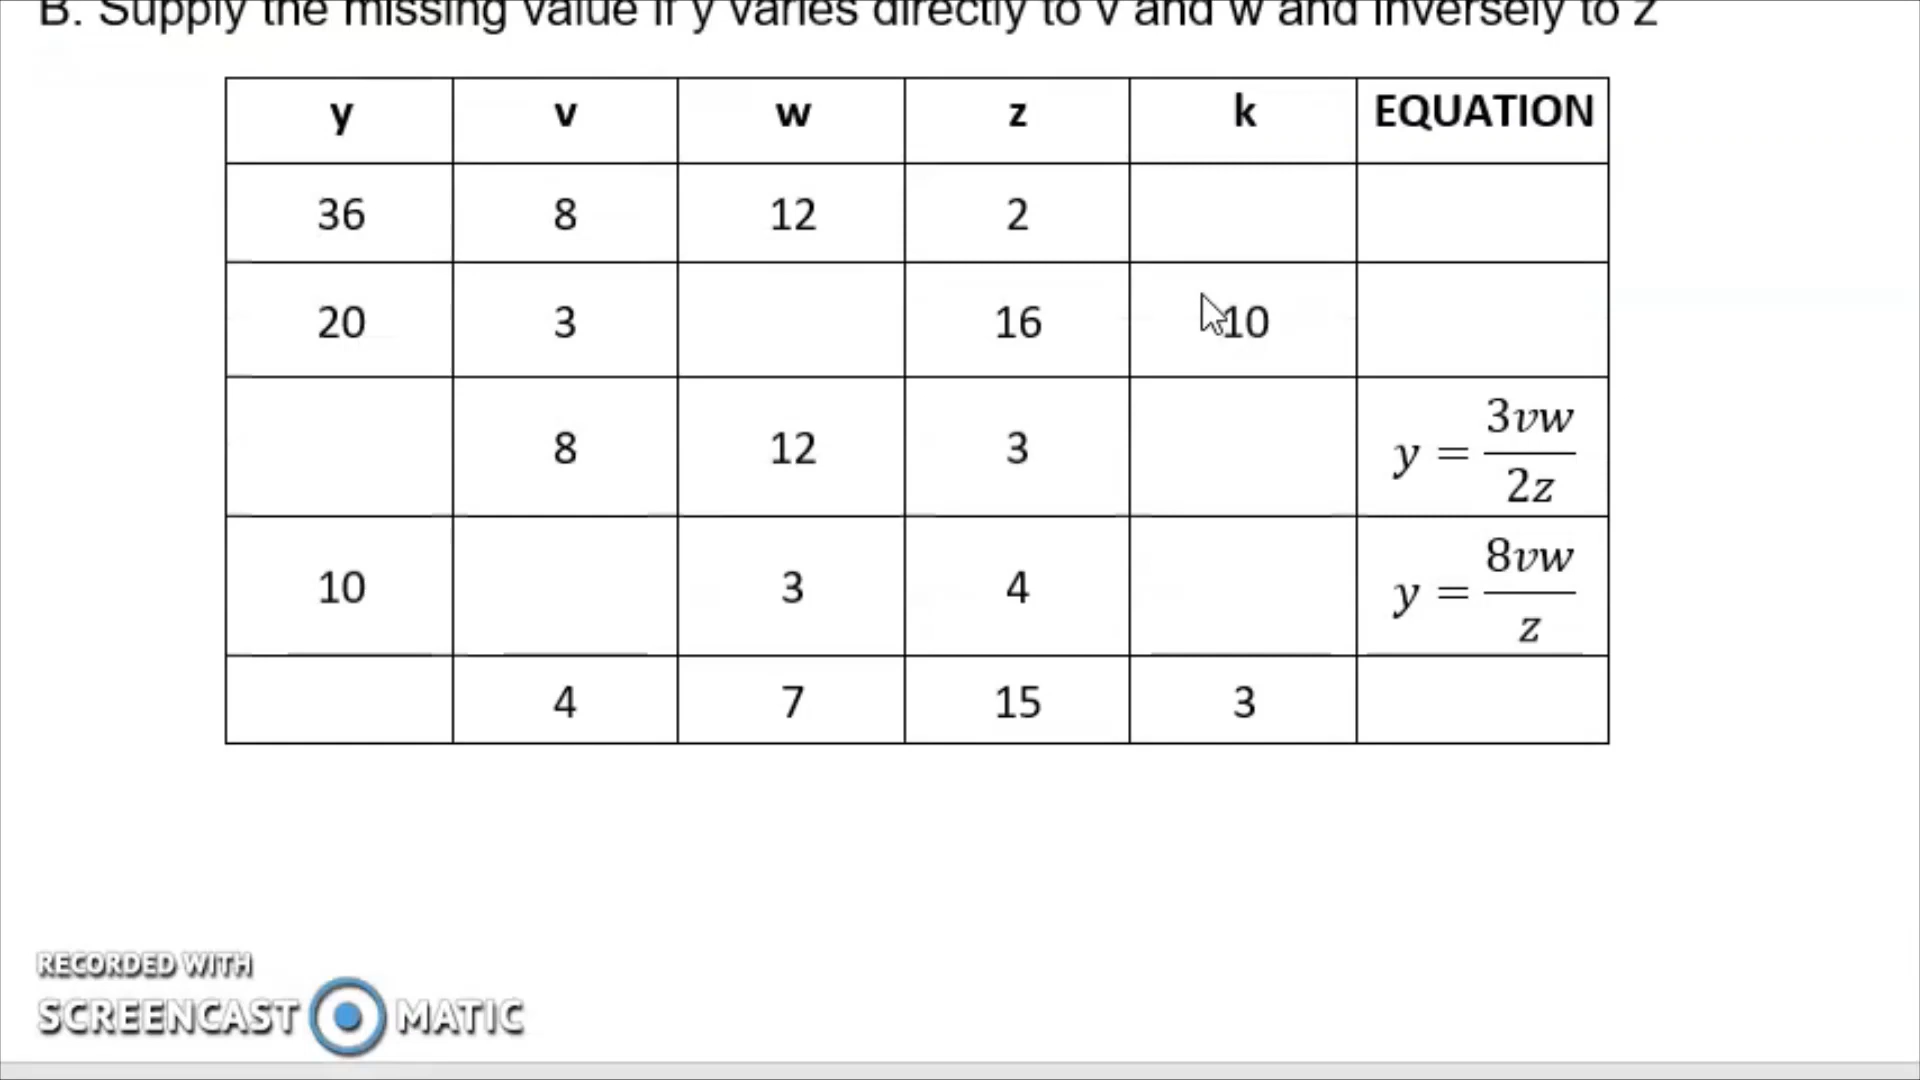 B. Supply the missing value if y varies directly to v and w and inversely to z
y v w z k EQUATION
36 8 12 2
20 3 16 10
8 12 3 y = 3vw / 2z
10 3 4 y = 8vw / z
4 7 15 3
RECORDED WITH
SCREENCAST MATIC